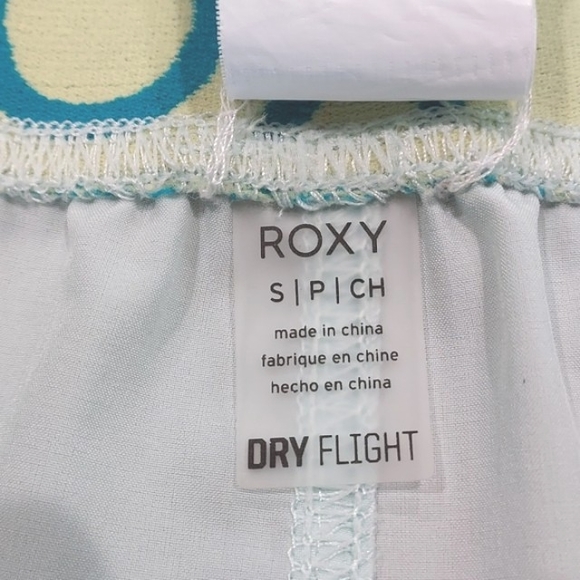 ROXY
S | P | CH
made in china
fabrique en chine
hecho en china
DRY FLIGHT